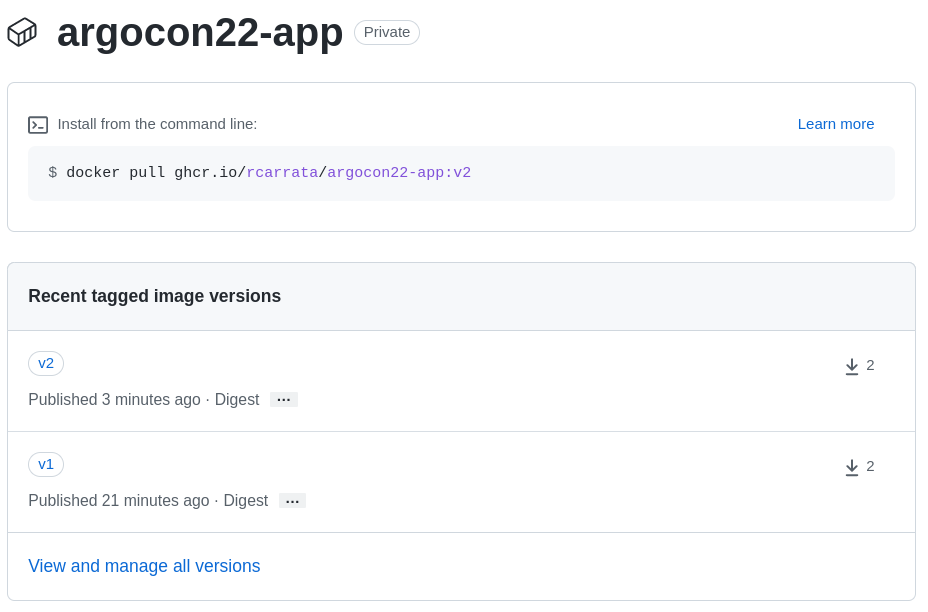 argocon22-app Private
Install from the command line: Learn more
$ docker pull ghcr.io/rcarrata/argocon22-app:v2
Recent tagged image versions
v2 2
Published 3 minutes ago · Digest ...
v1 2
Published 21 minutes ago · Digest ...
View and manage all versions